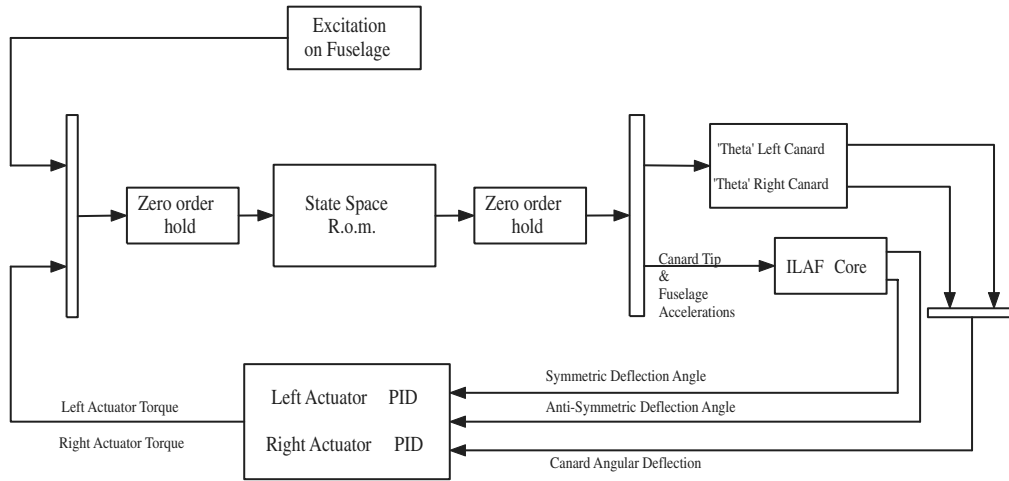 Excitation
on Fuselage
Zero order
hold
State Space
R.o.m.
Zero order
hold
'Theta' Left Canard
'Theta' Right Canard
Canard Tip
&
Fuselage
Accelerations
ILAF Core
Symmetric Deflection Angle
Left Actuator PID
Anti-Symmetric Deflection Angle
Left Actuator Torque
Right Actuator PID
Right Actuator Torque
Canard Angular Deflection